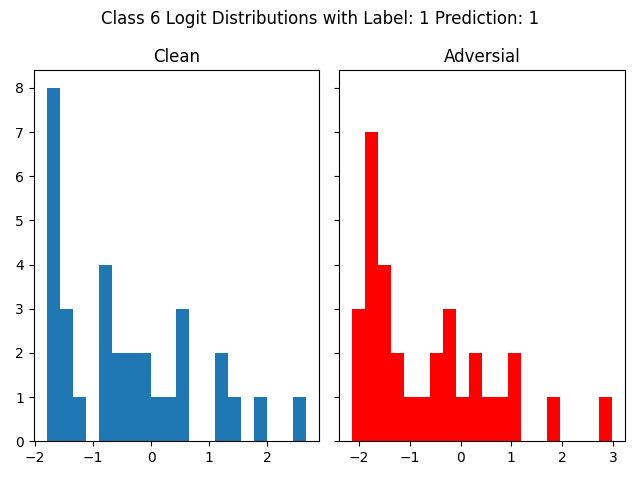 Class 6 Logit Distributions with Label: 1 Prediction: 1
Clean
Adversial
8
7
6
5
4
3
2
1
0
−2 −1 0 1 2
−2 −1 0 1 2 3